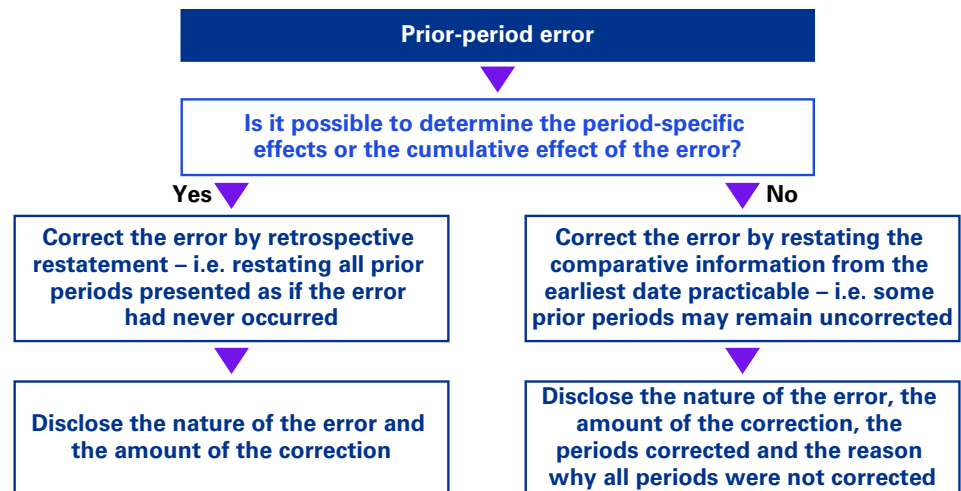 Prior-period error
Is it possible to determine the period-specific
effects or the cumulative effect of the error?
Yes
No
Correct the error by retrospective
restatement – i.e. restating all prior
periods presented as if the error
had never occurred
Correct the error by restating the
comparative information from the
earliest date practicable – i.e. some
prior periods may remain uncorrected
Disclose the nature of the error and
the amount of the correction
Disclose the nature of the error, the
amount of the correction, the
periods corrected and the reason
why all periods were not corrected